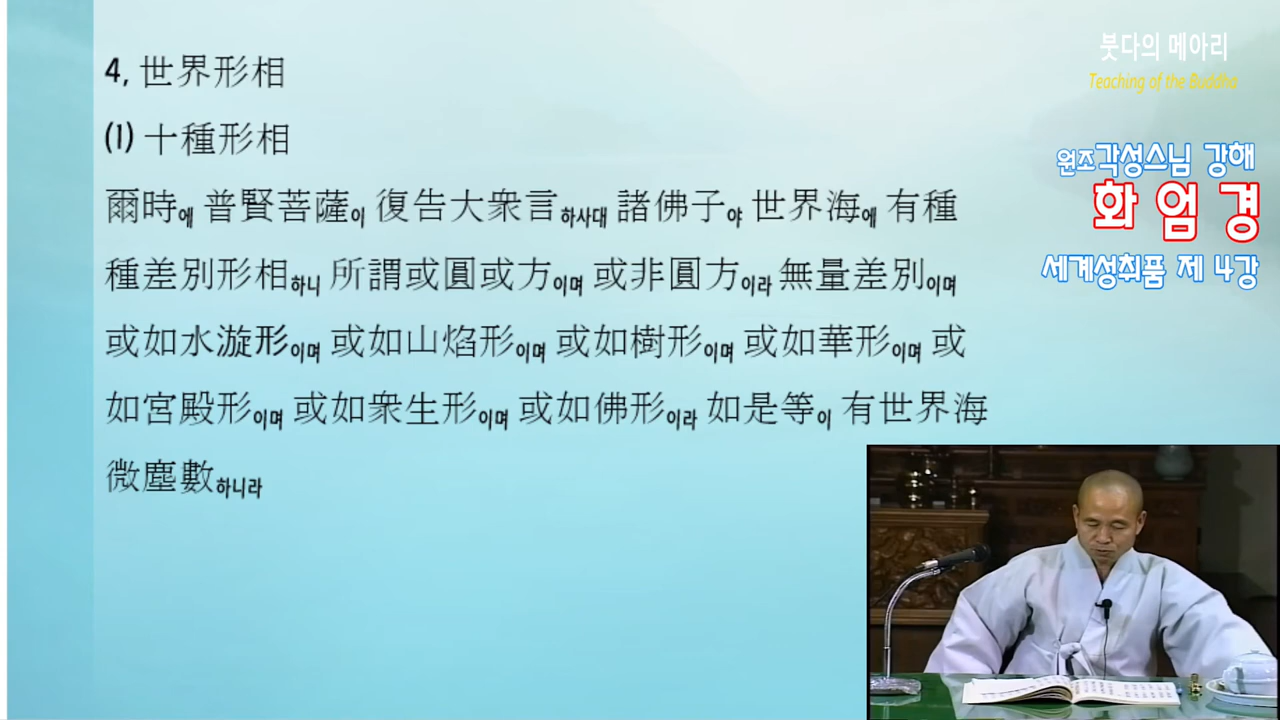 4, 世界形相
(1) 十種形相
爾時에 普賢菩薩이 復告大衆言하사대 諸佛子야 世界海에 有種
種差別形相하니 所謂或圓或方이며 或非圓方이라 無量差別이며
或如水漩形이며 或如山焰形이며 或如樹形이며 或如華形이며 或
如宮殿形이며 或如衆生形이며 或如佛形이라 如是等이 有世界海
微塵數하니라
붓다의 메아리
Teaching of the Buddha
원조각성스님 강해
화엄경
세계성취품 제 4강